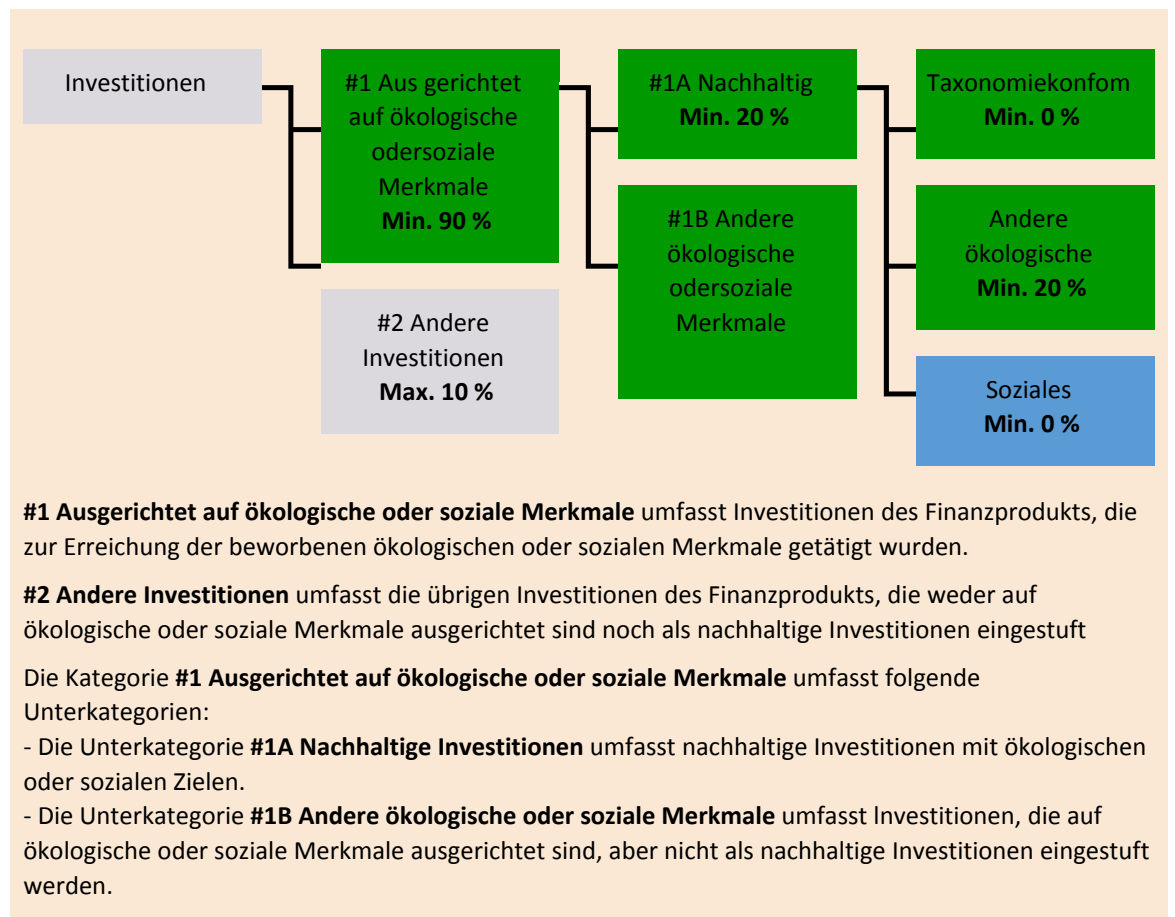 Investitionen
#1 Aus gerichtet
auf ökologische
odersoziale
Merkmale
Min. 90 %
#2 Andere
Investitionen
Max. 10 %
#1A Nachhaltig
Min. 20 %
#1B Andere
ökologische
odersoziale
Merkmale
Taxonomiekonfom
Min. 0 %
Andere
ökologische
Min. 20 %
Soziales
Min. 0 %
#1 Ausgerichtet auf ökologische oder soziale Merkmale umfasst Investitionen des Finanzprodukts, die
zur Erreichung der beworbenen ökologischen oder sozialen Merkmale getätigt wurden.
#2 Andere Investitionen umfasst die übrigen Investitionen des Finanzprodukts, die weder auf
ökologische oder soziale Merkmale ausgerichtet sind noch als nachhaltige Investitionen eingestuft
Die Kategorie #1 Ausgerichtet auf ökologische oder soziale Merkmale umfasst folgende
Unterkategorien:
- Die Unterkategorie #1A Nachhaltige Investitionen umfasst nachhaltige Investitionen mit ökologischen
oder sozialen Zielen.
- Die Unterkategorie #1B Andere ökologische oder soziale Merkmale umfasst lnvestitionen, die auf
ökologische oder soziale Merkmale ausgerichtet sind, aber nicht als nachhaltige Investitionen eingestuft
werden.